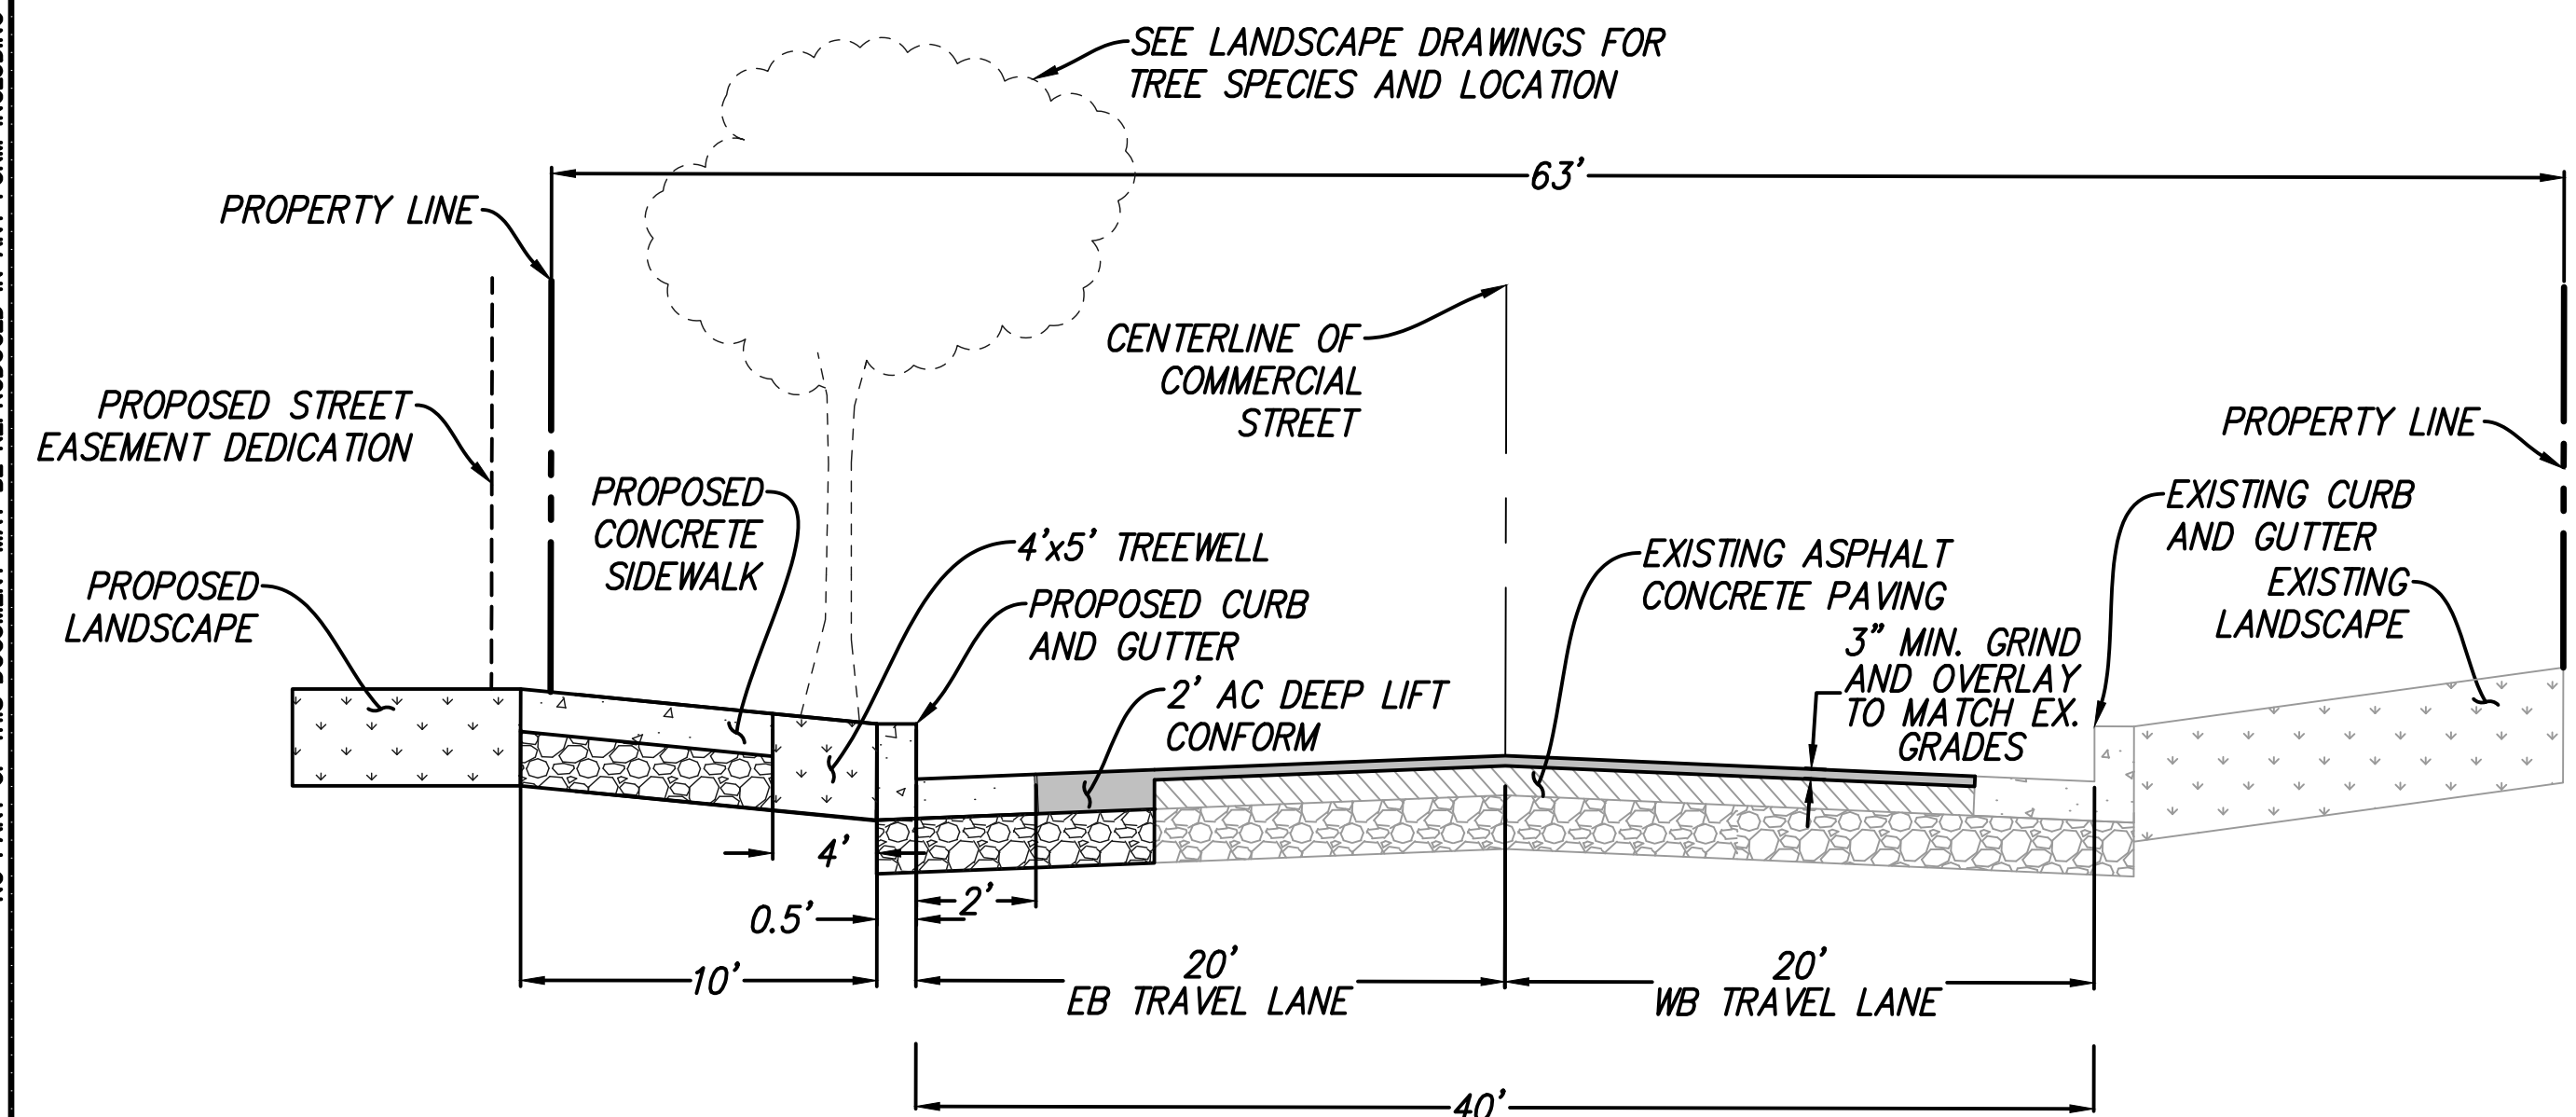 SEE LANDSCAPE DRAWINGS FOR
TREE SPECIES AND LOCATION
63'
PROPERTY LINE
CENTERLINE OF
COMMERCIAL
STREET
PROPOSED STREET
EASEMENT DEDICATION
PROPERTY LINE
PROPOSED
CONCRETE
SIDEWALK
EXISTING CURB
AND GUTTER
4'x5' TREEWELL
EXISTING ASPHALT
CONCRETE PAVING
PROPOSED
LANDSCAPE
PROPOSED CURB
AND GUTTER
EXISTING
LANDSCAPE
3" MIN. GRIND
AND OVERLAY
TO MATCH EX.
GRADES
2' AC DEEP LIFT
CONFORM
4'
2'
0.5'
10'
20'
EB TRAVEL LANE
20'
WB TRAVEL LANE
40'